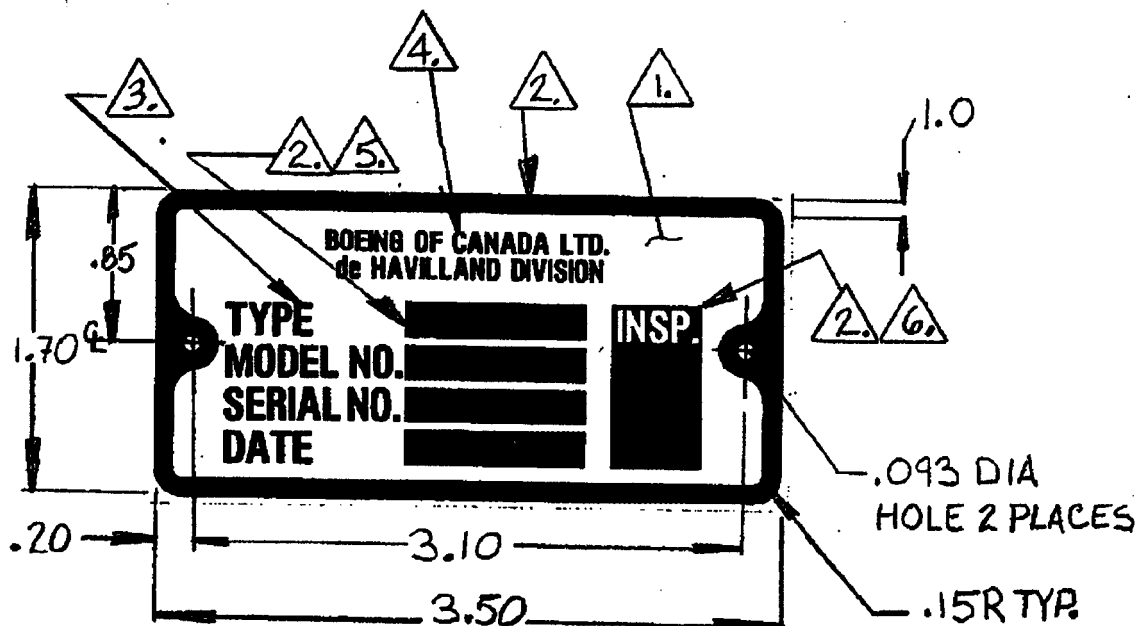 4.
3.
2.
1.
1.0
2. 5.
.85
BOEING OF CANADA LTD.
de HAVILLAND DIVISION
TYPE
INSP.
2. 6.
1.70 ℄
MODEL NO.
SERIAL NO.
DATE
.093 DIA
HOLE 2 PLACES
.20
3.10
3.50
.15R TYP.